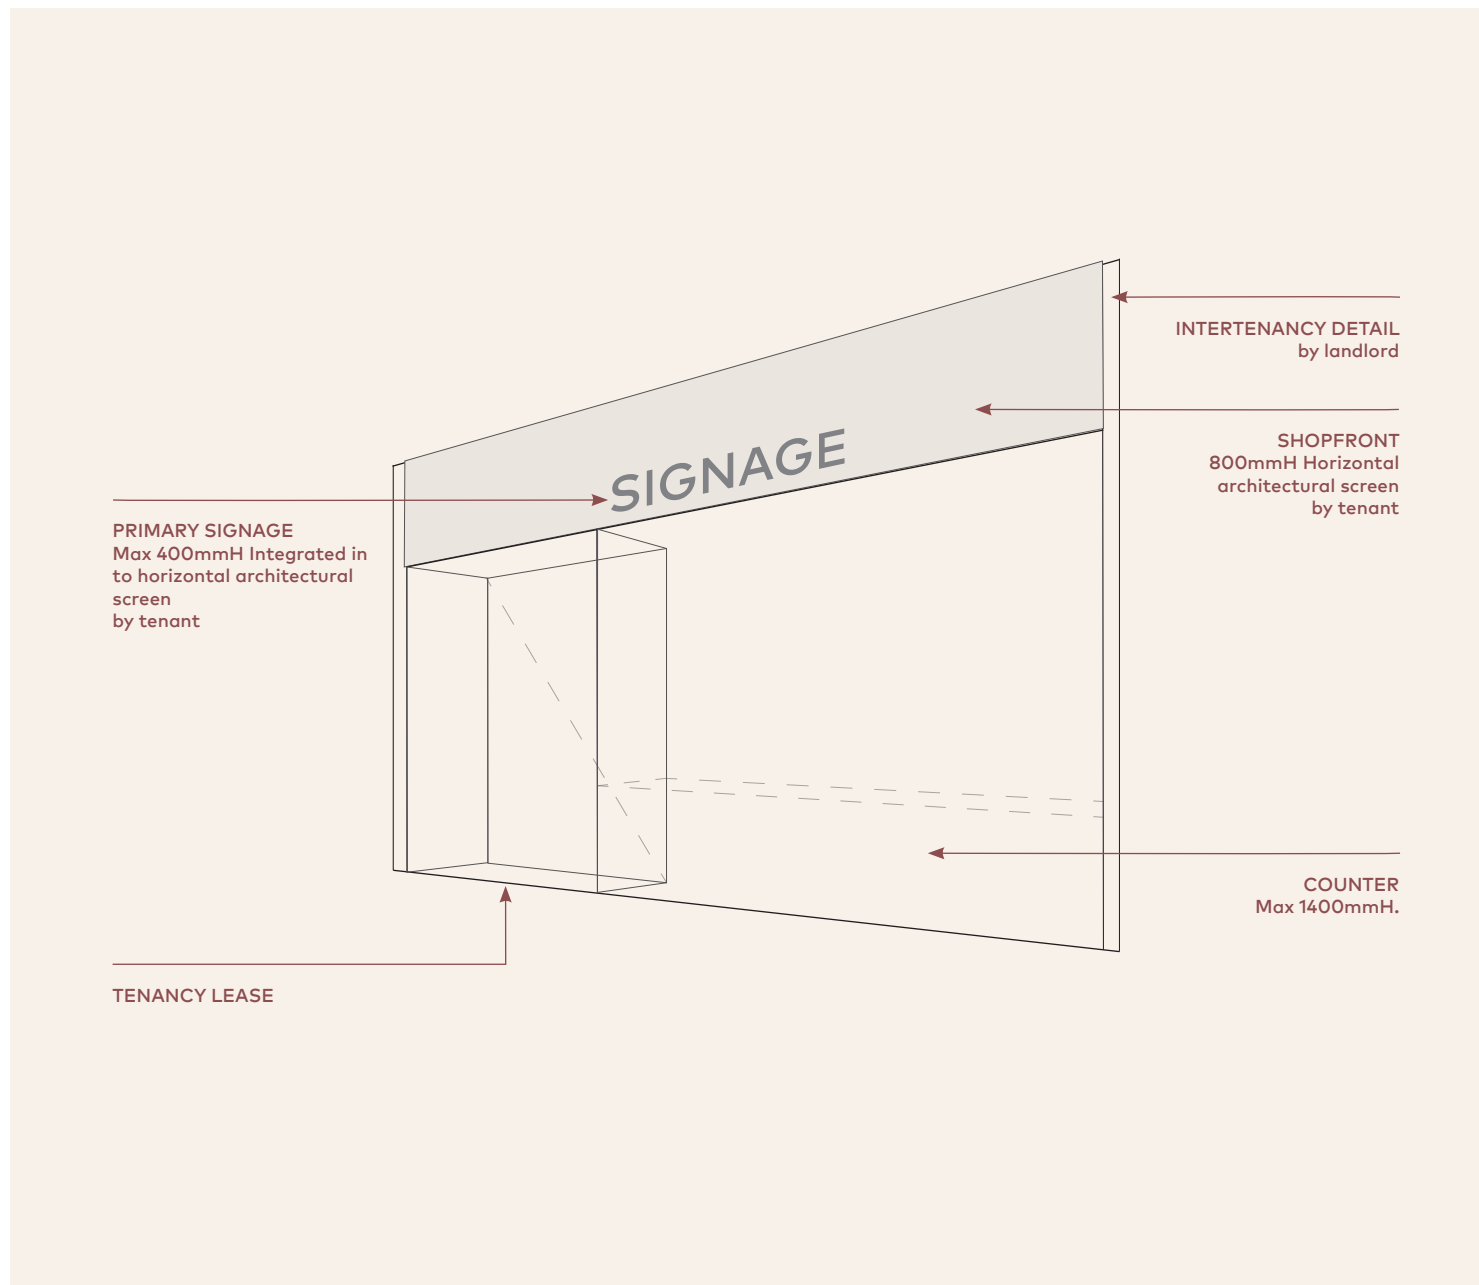 INTERTENANCY DETAIL
by landlord
SHOPFRONT
800mmH Horizontal
architectural screen
by tenant
SIGNAGE
PRIMARY SIGNAGE
Max 400mmH Integrated in
to horizontal architectural
screen
by tenant
COUNTER
Max 1400mmH.
TENANCY LEASE